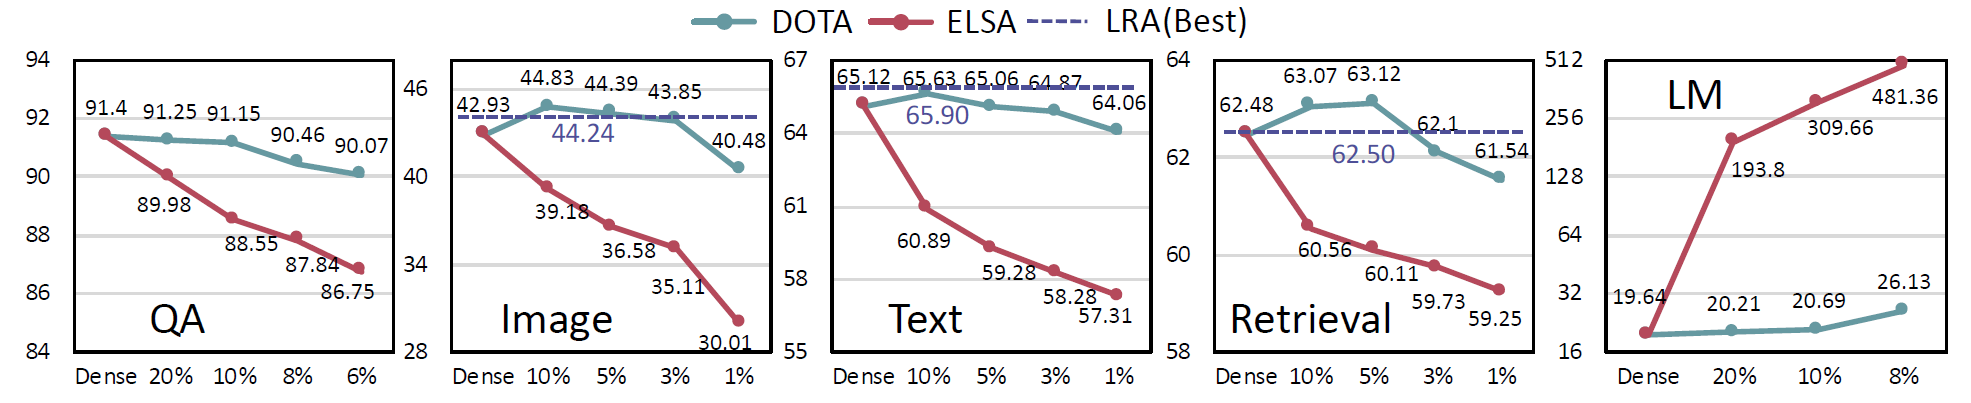 DOTA ELSA LRA(Best)
94 92 90 88 86 84
91.4 91.25 91.15 90.46 90.07
89.98 88.55 87.84 86.75
QA
Dense 20% 10% 8% 6%
46 40 34 28
42.93 44.83 44.39 43.85 40.48
44.24
39.18 36.58 35.11 30.01
Image
Dense 10% 5% 3% 1%
67 64 61 58 55
65.12 65.63 65.06 64.87 64.06
65.90
60.89 59.28 58.28 57.31
Text
Dense 10% 5% 3% 1%
64 62 60 58
62.48 63.07 63.12 62.1 61.54
62.50
60.56 60.11 59.73 59.25
Retrieval
Dense 10% 5% 3% 1%
512 256 128 64 32 16
LM
481.36 309.66 193.8
19.64 20.21 20.69 26.13
Dense 20% 10% 8%